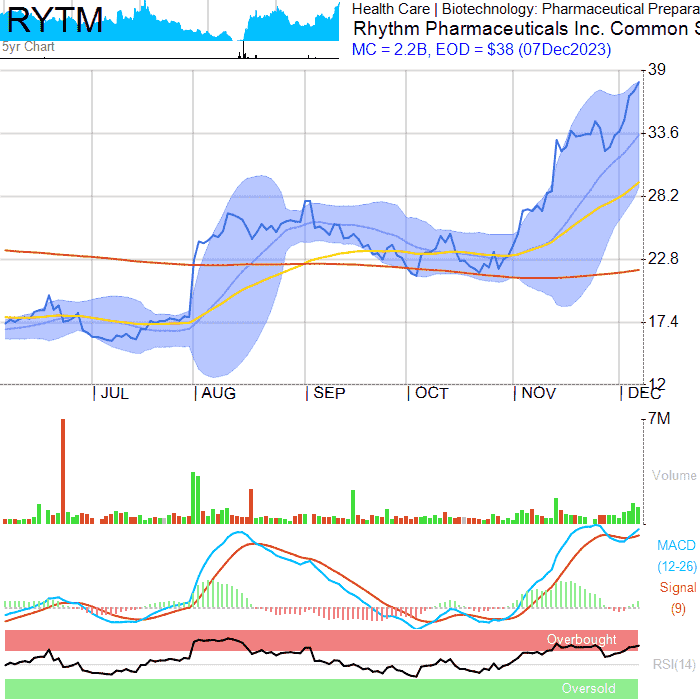 RYTM
5yr Chart
Health Care | Biotechnology: Pharmaceutical Prepara
Rhythm Pharmaceuticals Inc. Common S
MC = 2.2B, EOD = $38 (07Dec2023)
39
33.6
28.2
22.8
17.4
12
JUL AUG SEP OCT NOV DEC
7M
Volume
MACD
(12-26)
Signal
(9)
Overbought
RSI(14)
Oversold